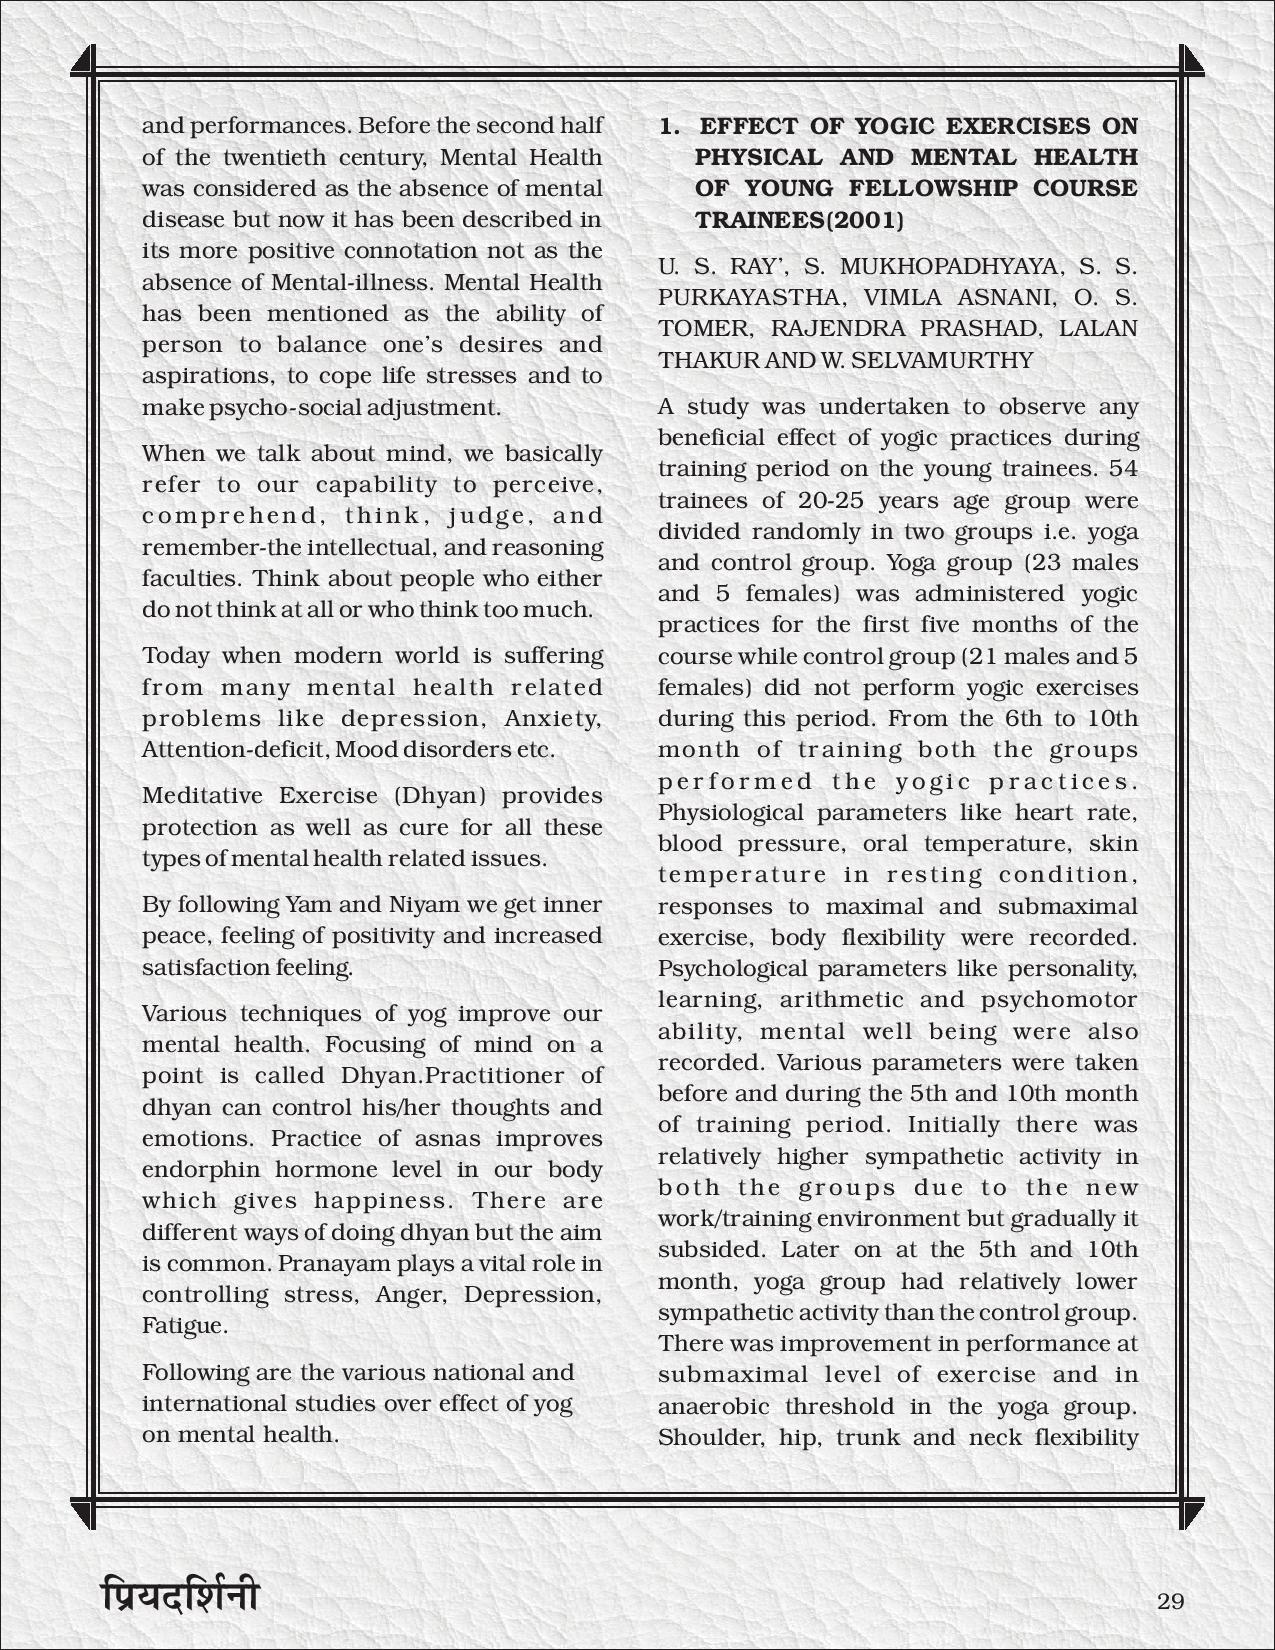 and performances. Before the second half
of the twentieth century, Mental Health
was considered as the absence of mental
disease but now it has been described in
its more positive connotation not as the
absence of Mental-illness. Mental Health
has been mentioned as the ability of
person to balance one's desires and
aspirations, to cope life stresses and to
make psycho-social adjustment.
When we talk about mind, we basically
refer to our capability to perceive,
comprehend, think, judge, and
remember-the intellectual, and reasoning
faculties. Think about people who either
do not think at all or who think too much.
Today when modern world is suffering
from many mental health related
problems like depression, Anxiety,
Attention-deficit, Mood disorders etc.
Meditative Exercise (Dhyan) provides
protection as well as cure for all these
types of mental health related issues.
By following Yam and Niyam we get inner
peace, feeling of positivity and increased
satisfaction feeling.
Various techniques of yog improve our
mental health. Focusing of mind on a
point is called Dhyan.Practitioner of
dhyan can control his/her thoughts and
emotions. Practice of asnas improves
endorphin hormone level in our body
which gives happiness. There are
different ways of doing dhyan but the aim
is common. Pranayam plays a vital role in
controlling stress, Anger, Depression,
Fatigue.
Following are the various national and
international studies over effect of yog
on mental health.
1. EFFECT OF YOGIC EXERCISES ON
PHYSICAL AND MENTAL HEALTH
OF YOUNG FELLOWSHIP COURSE
TRAINEES(2001)
U. S. RAY', S. MUKHOPADHYAYA, S. S.
PURKAYASTHA, VIMLA ASNANI, O. S.
TOMER, RAJENDRA PRASHAD, LALAN
THAKUR AND W. SELVAMURTHY
A study was undertaken to observe any
beneficial effect of yogic practices during
training period on the young trainees. 54
trainees of 20-25 years age group were
divided randomly in two groups i.e. yoga
and control group. Yoga group (23 males
and 5 females) was administered yogic
practices for the first five months of the
course while control group (21 males and 5
females) did not perform yogic exercises
during this period. From the 6th to 10th
month of training both the groups
performed the yogic practices.
Physiological parameters like heart rate,
blood pressure, oral temperature, skin
temperature in resting condition,
responses to maximal and submaximal
exercise, body flexibility were recorded.
Psychological parameters like personality,
learning, arithmetic and psychomotor
ability, mental well being were also
recorded. Various parameters were taken
before and during the 5th and 10th month
of training period. Initially there was
relatively higher sympathetic activity in
both the groups due to the new
work/training environment but gradually it
subsided. Later on at the 5th and 10th
month, yoga group had relatively lower
sympathetic activity than the control group.
There was improvement in performance at
submaximal level of exercise and in
anaerobic threshold in the yoga group.
Shoulder, hip, trunk and neck flexibility
प्रियदर्शिनी
29